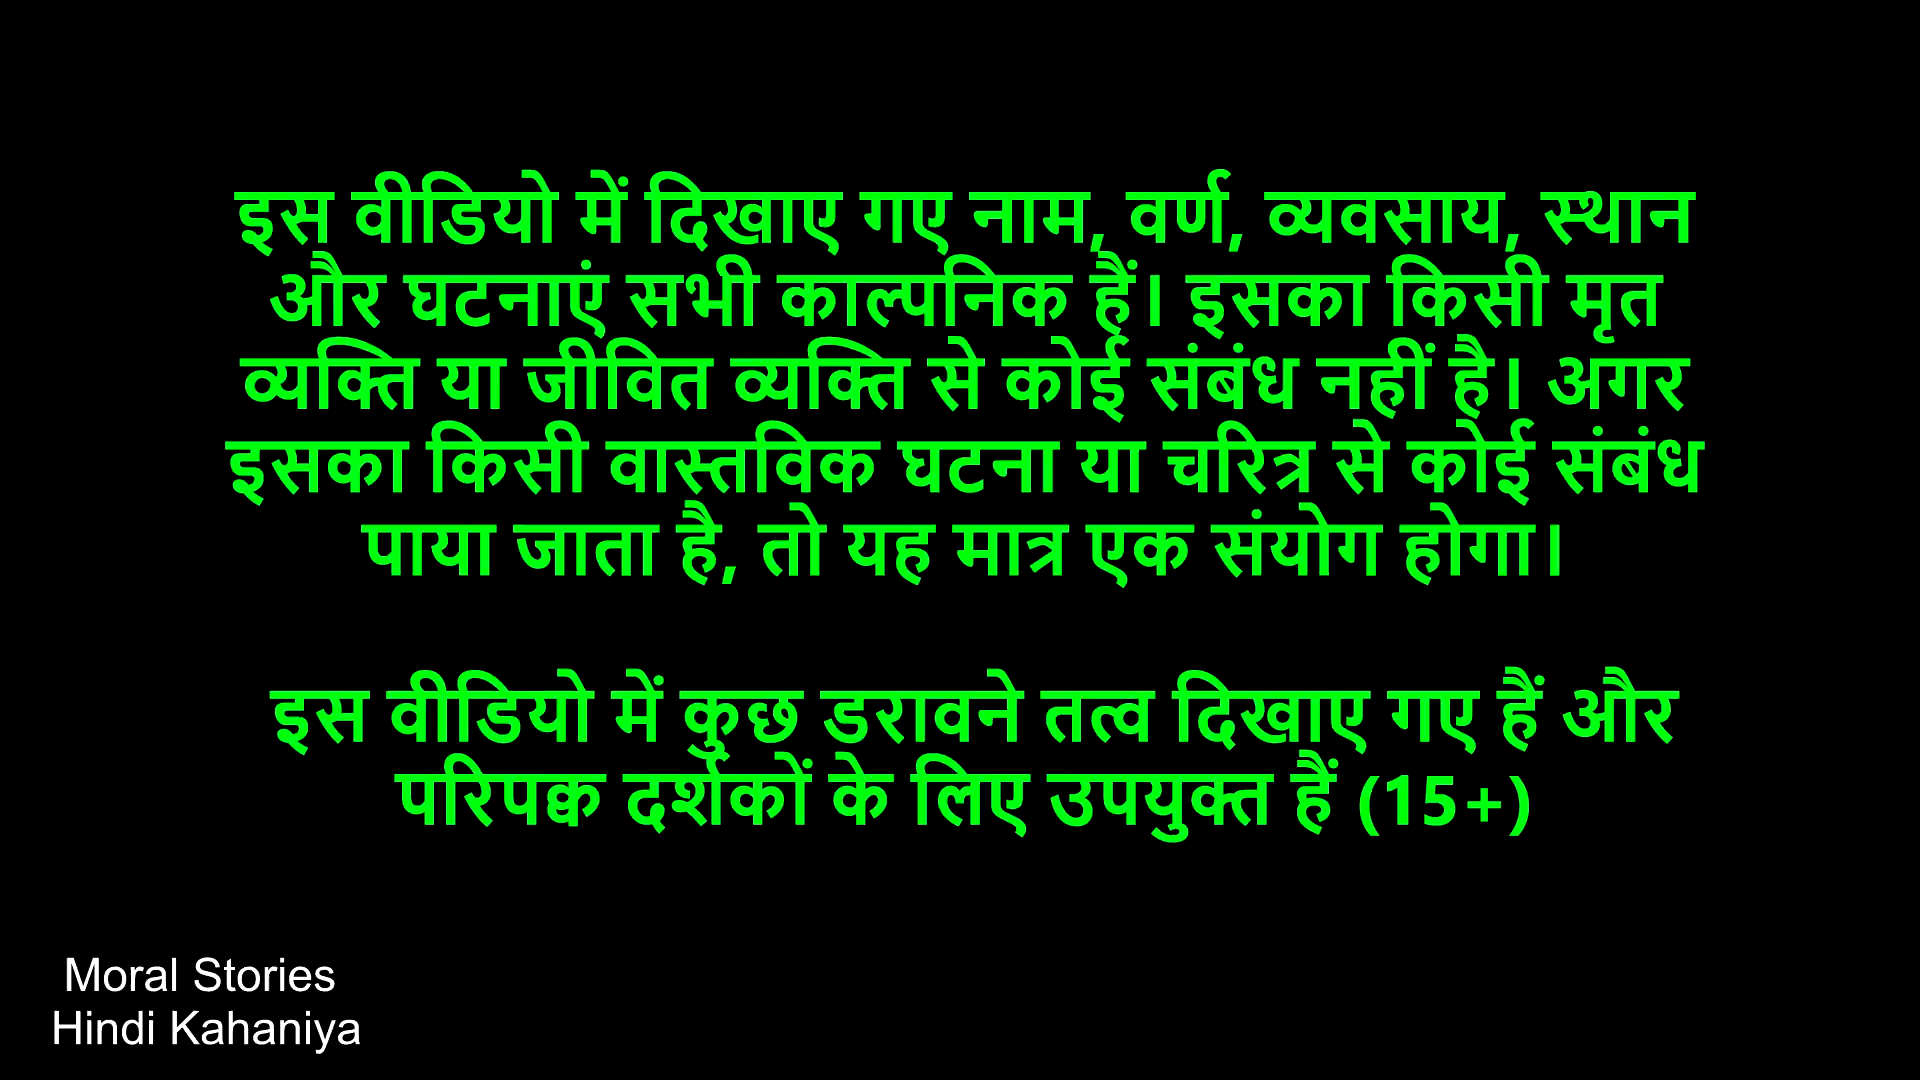 इस वीडियो में दिखाए गए नाम, वर्ण, व्यवसाय, स्थान
और घटनाएं सभी काल्पनिक हैं। इसका किसी मृत
व्यक्ति या जीवित व्यक्ति से कोई संबंध नहीं है। अगर
इसका किसी वास्तविक घटना या चरित्र से कोई संबंध
पाया जाता है, तो यह मात्र एक संयोग होगा।
इस वीडियो में कुछ डरावने तत्व दिखाए गए हैं और
परिपक्व दर्शकों के लिए उपयुक्त हैं (15+)
Moral Stories
Hindi Kahaniya